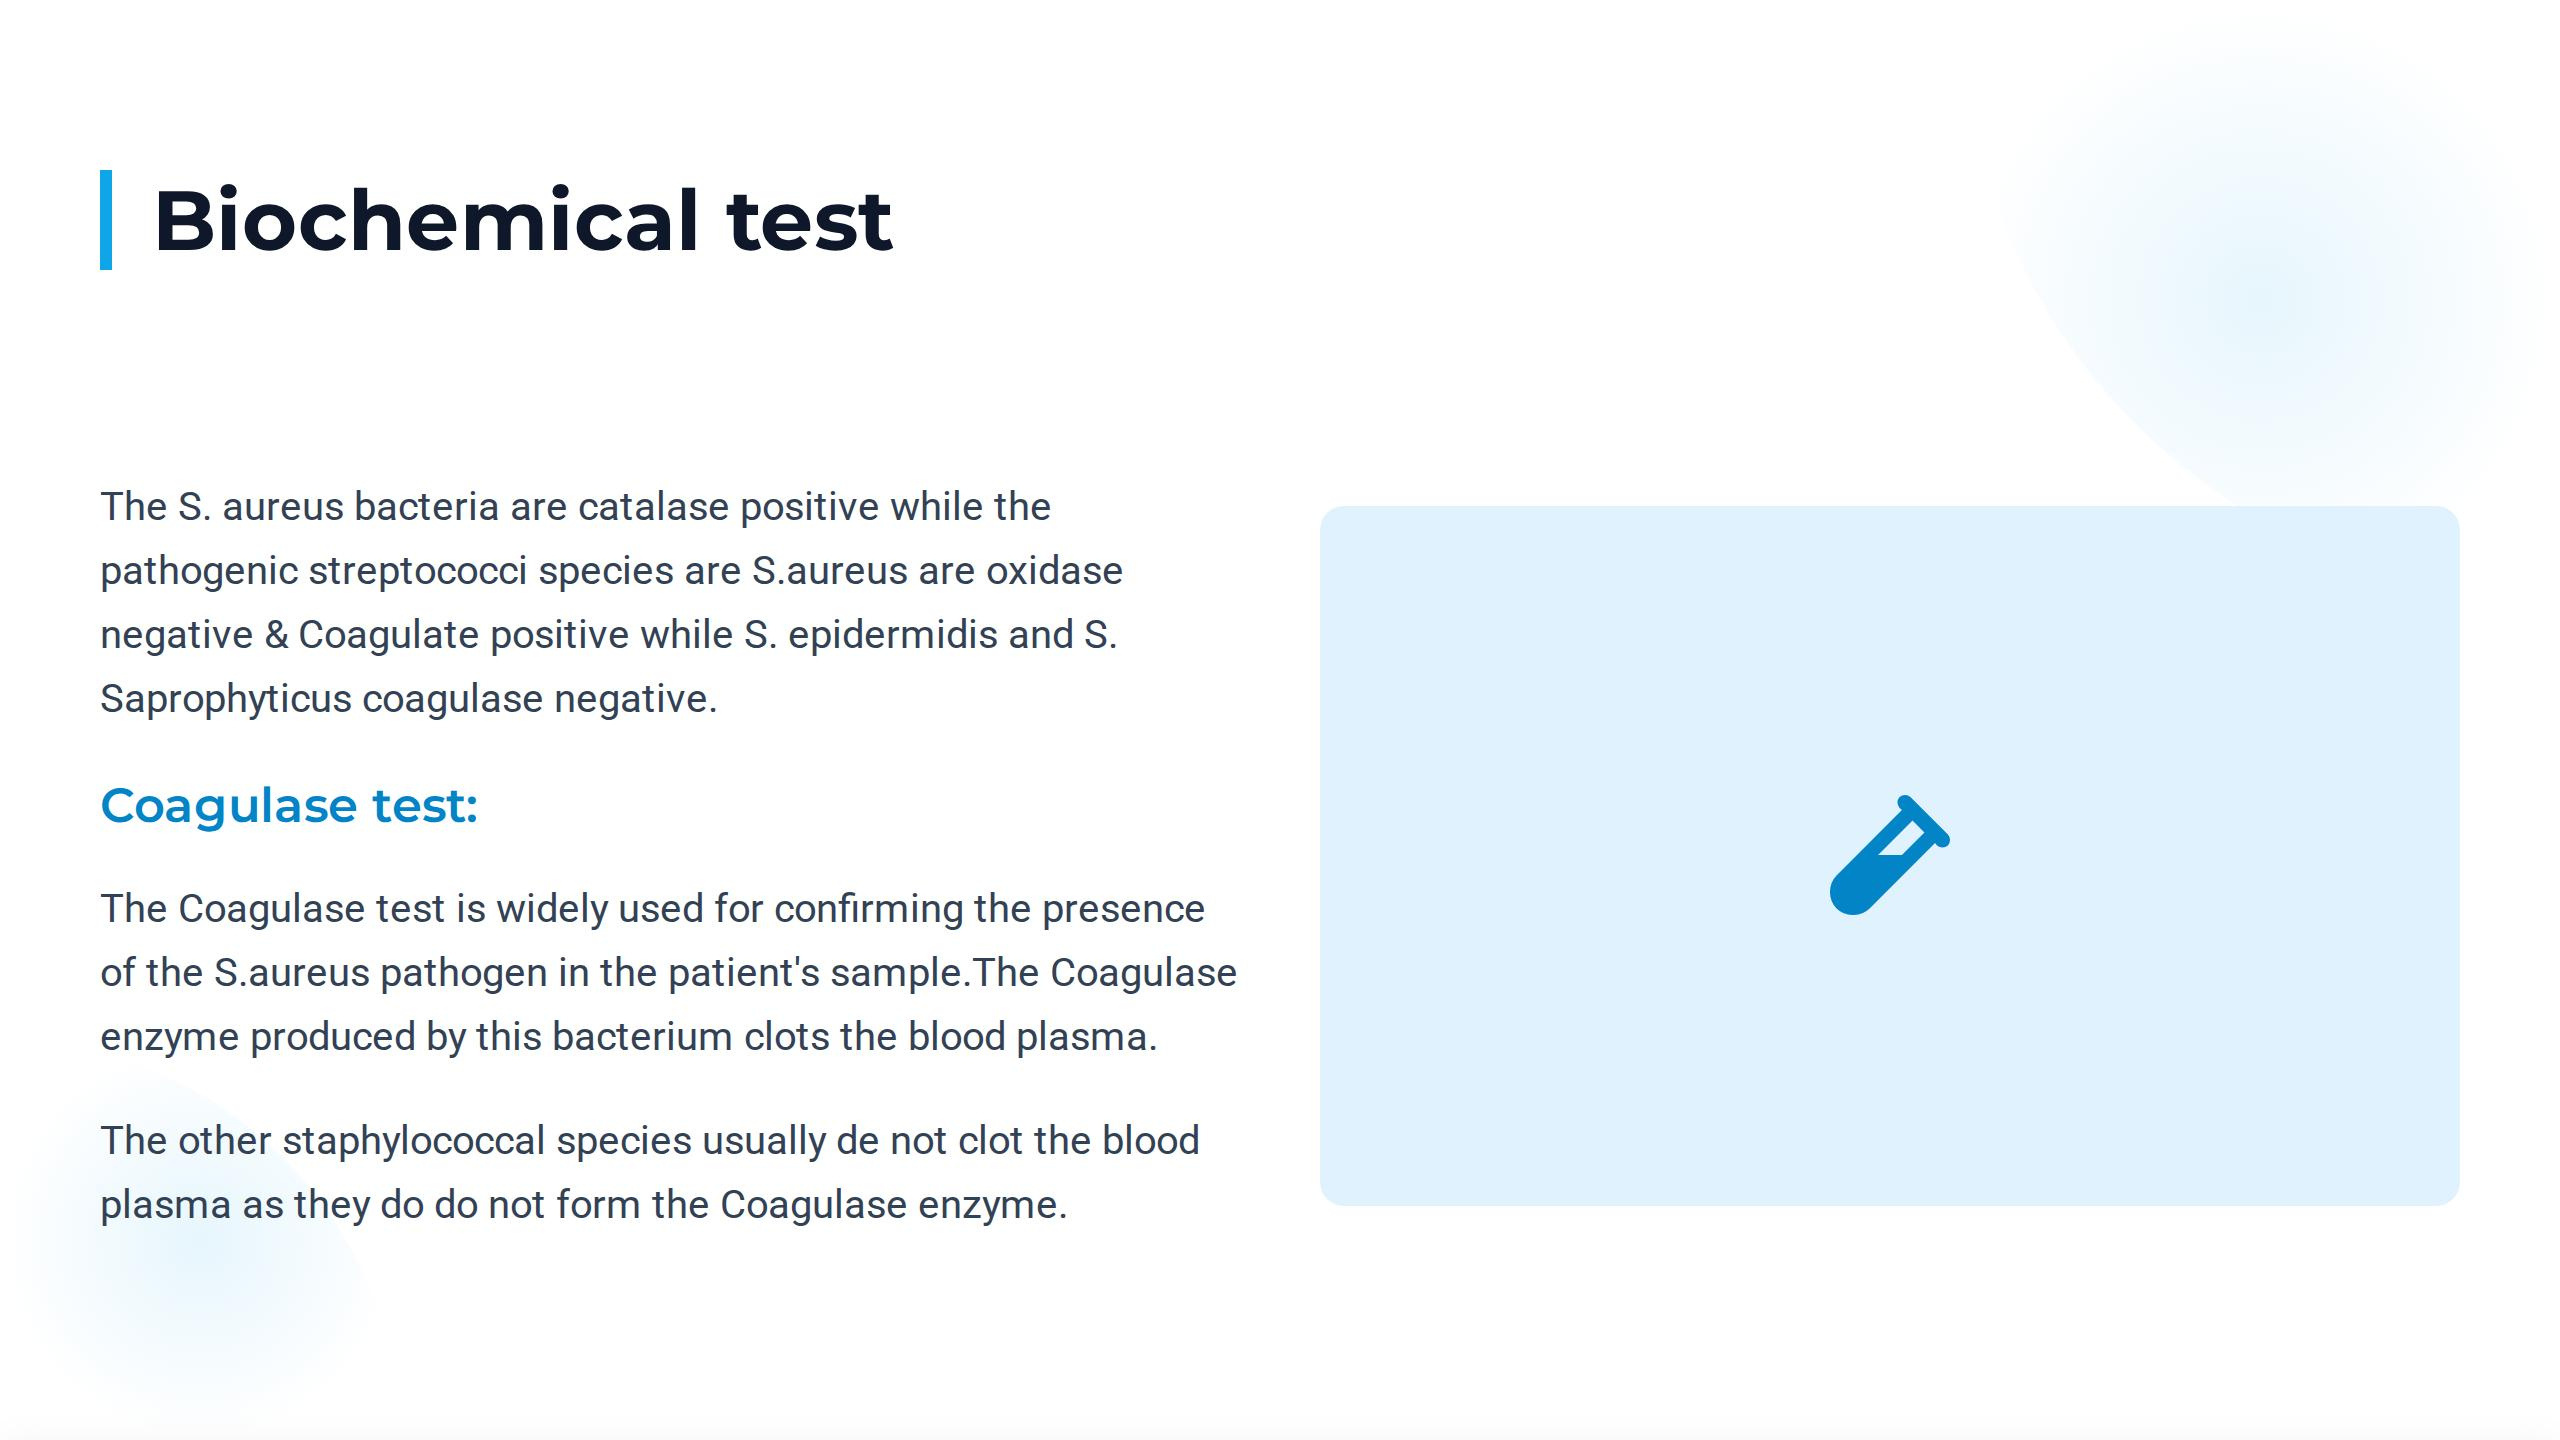 Biochemical test
The S. aureus bacteria are catalase positive while the
pathogenic streptococci species are S.aureus are oxidase
negative & Coagulate positive while S. epidermidis and S.
Saprophyticus coagulase negative.
Coagulase test:
The Coagulase test is widely used for confirming the presence
of the S.aureus pathogen in the patient's sample.The Coagulase
enzyme produced by this bacterium clots the blood plasma.
The other staphylococcal species usually de not clot the blood
plasma as they do do not form the Coagulase enzyme.